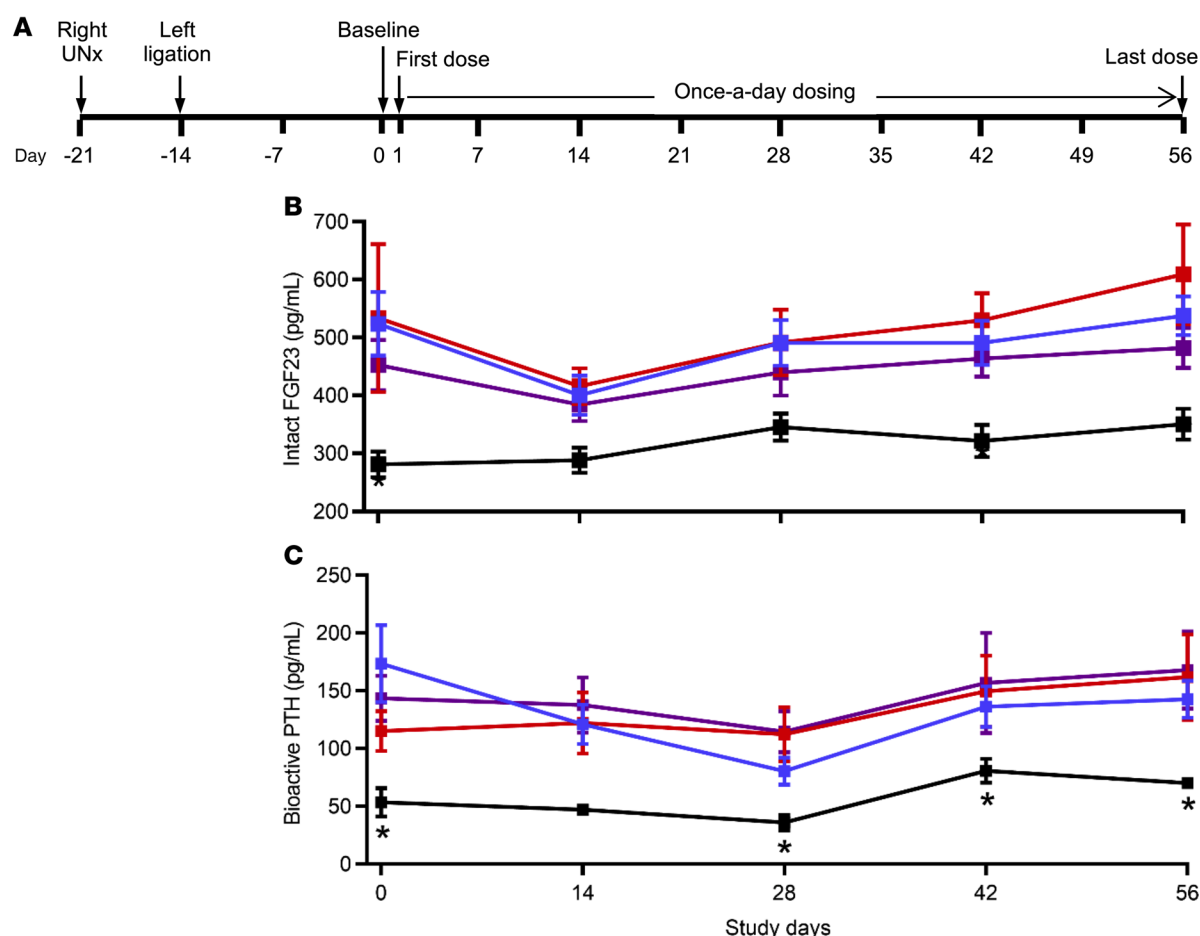 A
Right
UNx
Left
ligation
Baseline
First dose
Once-a-day dosing
Last dose
Day -21 -14 -7 0 1 7 14 21 28 35 42 49 56
B
Intact FGF23 (pg/mL)
700
600
500
400
300
200
*
*
C
Bioactive PTH (pg/mL)
250
200
150
100
50
0
* * * *
0 14 28 42 56
Study days